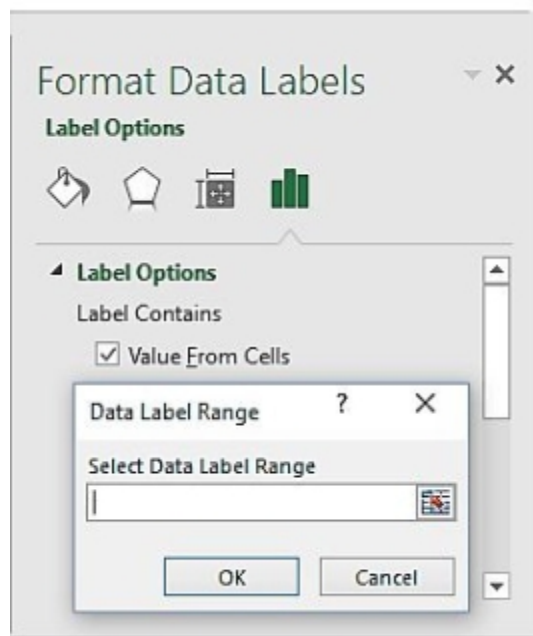 Format Data Labels
Label Options
Label Options
Label Contains
Value From Cells
Data Label Range ?
Select Data Label Range
OK Cancel